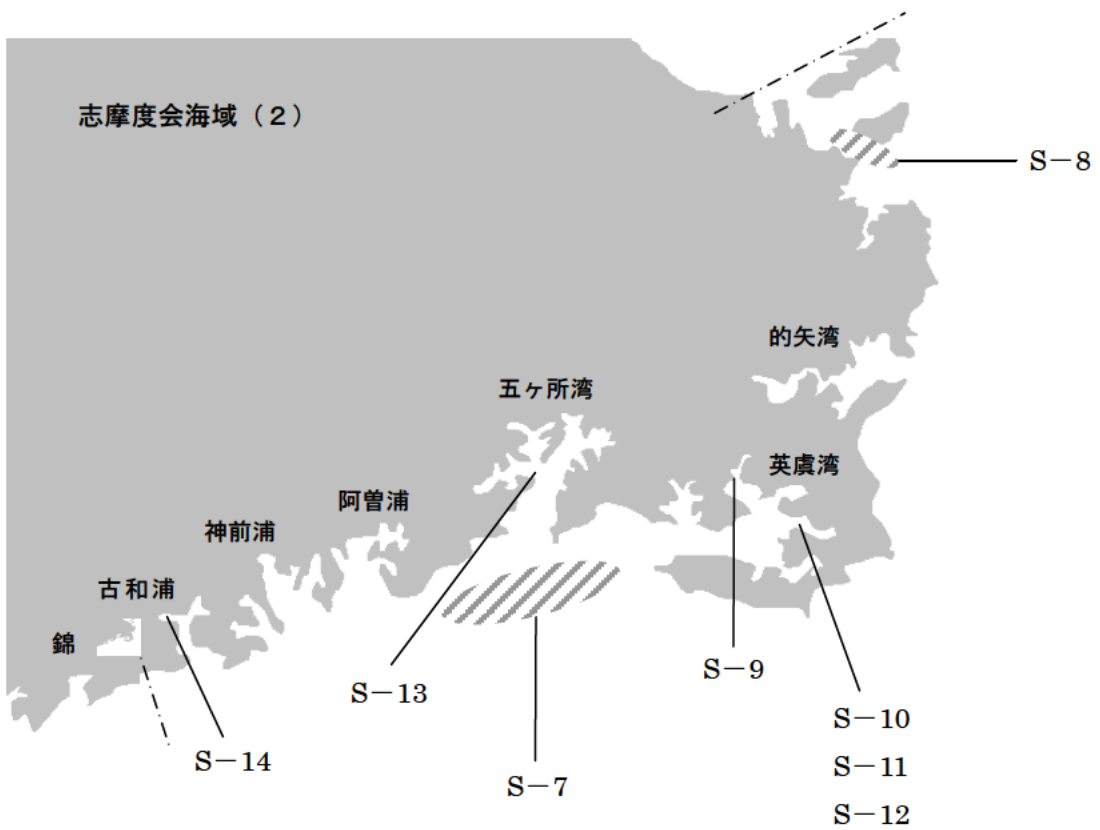 志摩度会海域（２）
S－8
的矢湾
五ヶ所湾
英虞湾
阿曽浦
神前浦
古和浦
錦
S－9
S－13
S－10
S－14
S－11
S－7
S－12